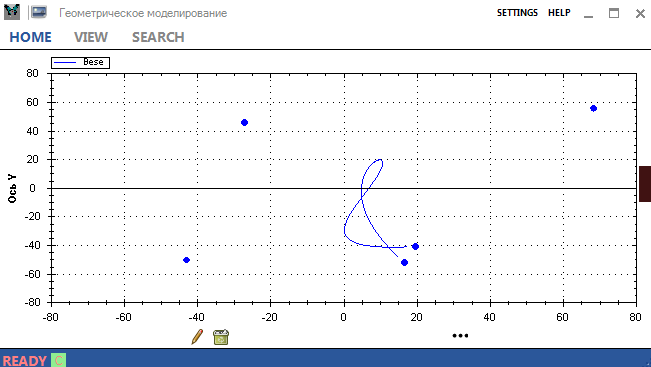 Геометрическое моделирование
SETTINGS HELP
HOME VIEW SEARCH
Bese
80
60
40
20
0
-20
-40
-60
-80
Ось Y
-80 -60 -40 -20 0 20 40 60 80
READY C